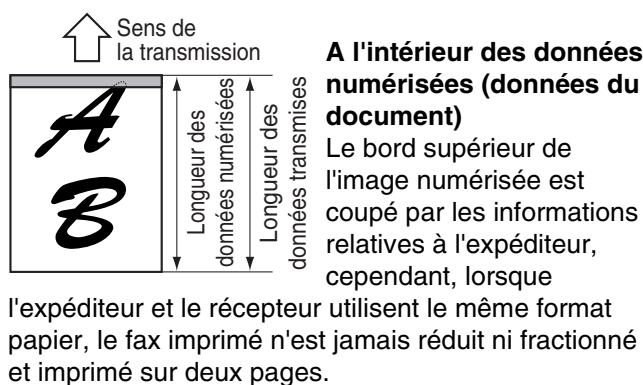 Sens de
la transmission
A
B
Longueur des
données numérisées
Longueur des
données transmises
A l'intérieur des données
numérisées (données du
document)
Le bord supérieur de
l'image numérisée est
coupé par les informations
relatives à l'expéditeur,
cependant, lorsque
l'expéditeur et le récepteur utilisent le même format
papier, le fax imprimé n'est jamais réduit ni fractionné
et imprimé sur deux pages.